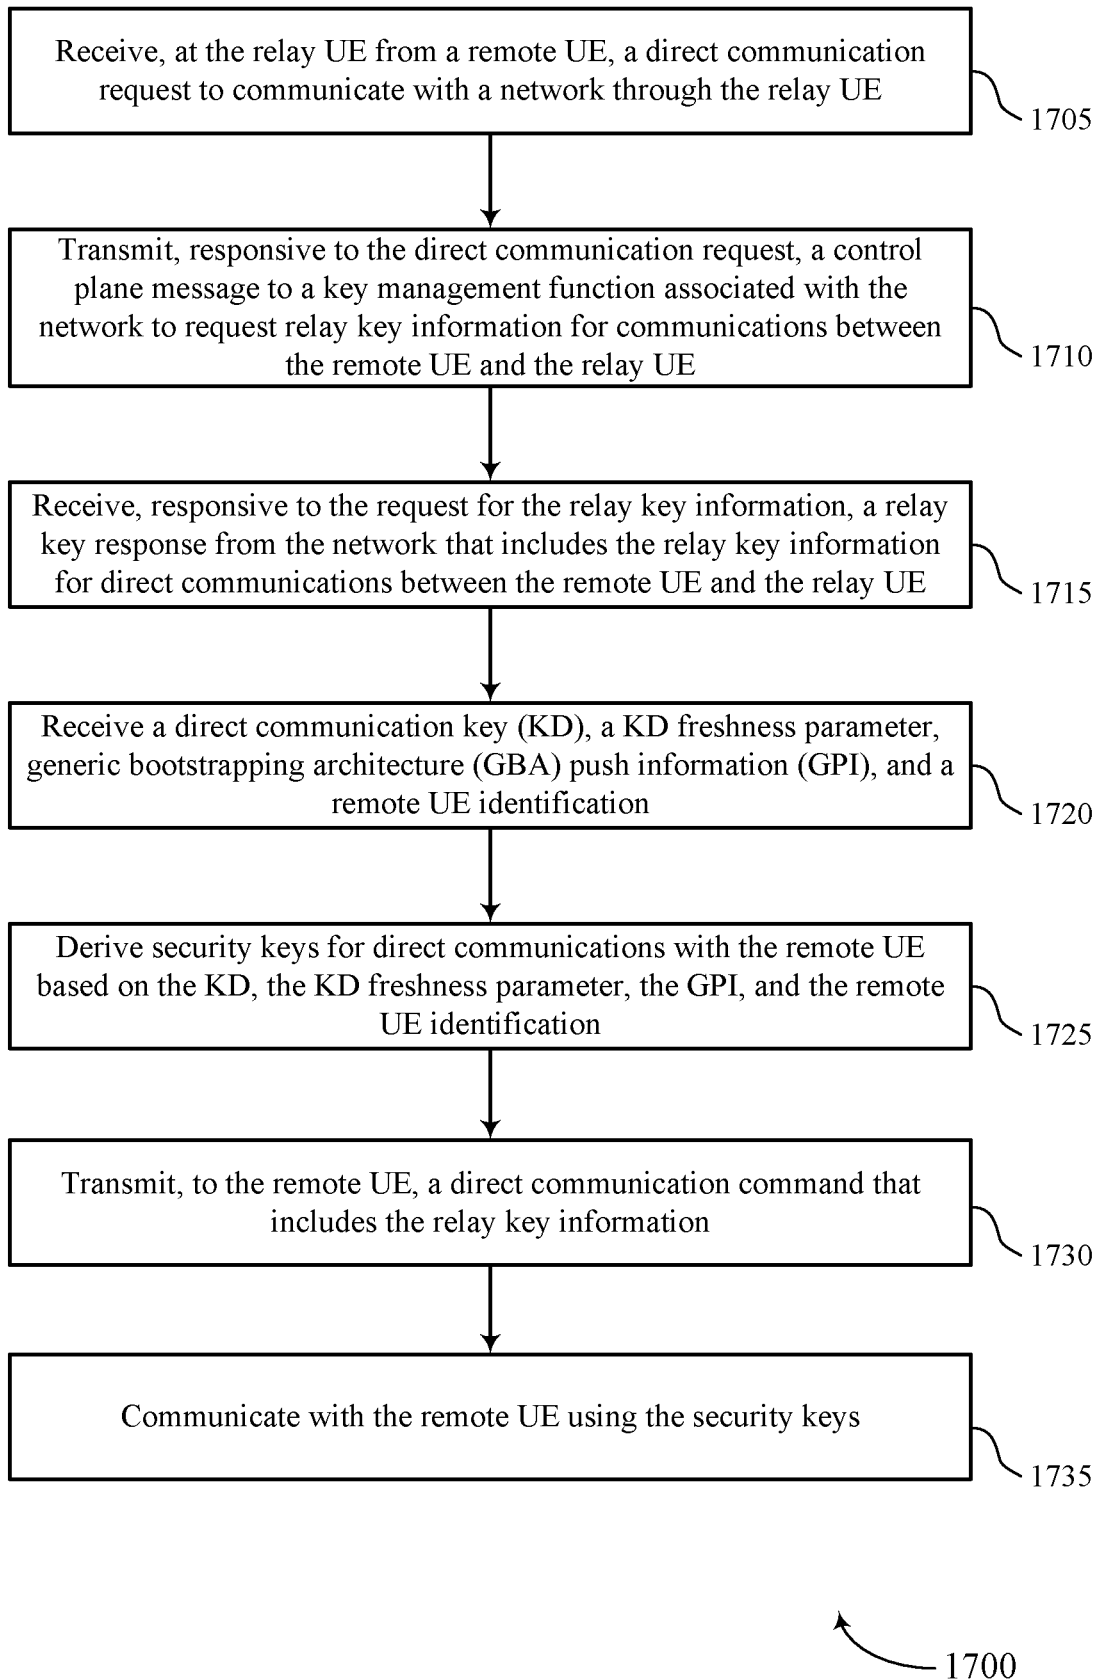 Receive, at the relay UE from a remote UE, a direct communication
request to communicate with a network through the relay UE
1705
Transmit, responsive to the direct communication request, a control
plane message to a key management function associated with the
network to request relay key information for communications between
the remote UE and the relay UE
1710
Receive, responsive to the request for the relay key information, a relay
key response from the network that includes the relay key information
for direct communications between the remote UE and the relay UE
1715
Receive a direct communication key (KD), a KD freshness parameter,
generic bootstrapping architecture (GBA) push information (GPI), and a
remote UE identification
1720
Derive security keys for direct communications with the remote UE
based on the KD, the KD freshness parameter, the GPI, and the remote
UE identification
1725
Transmit, to the remote UE, a direct communication command that
includes the relay key information
1730
Communicate with the remote UE using the security keys
1735
1700